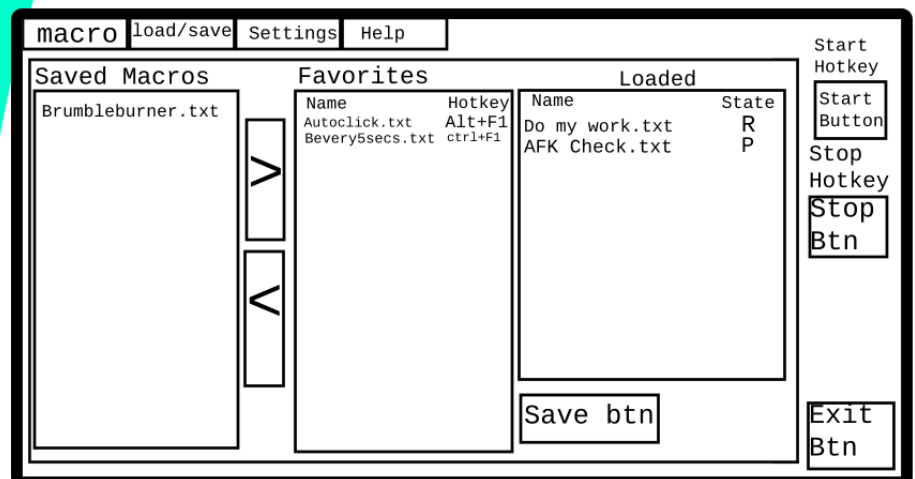 macro load/save Settings Help
Saved Macros
Brumbleburner.txt
>
<
Favorites
Name Hotkey
Autoclick.txt Alt+F1
Bevery5secs.txt ctrl+F1
Loaded
Name State
Do my work.txt R
AFK Check.txt P
Save btn
Start
Hotkey
Start
Button
Stop
Hotkey
Stop
Btn
Exit
Btn